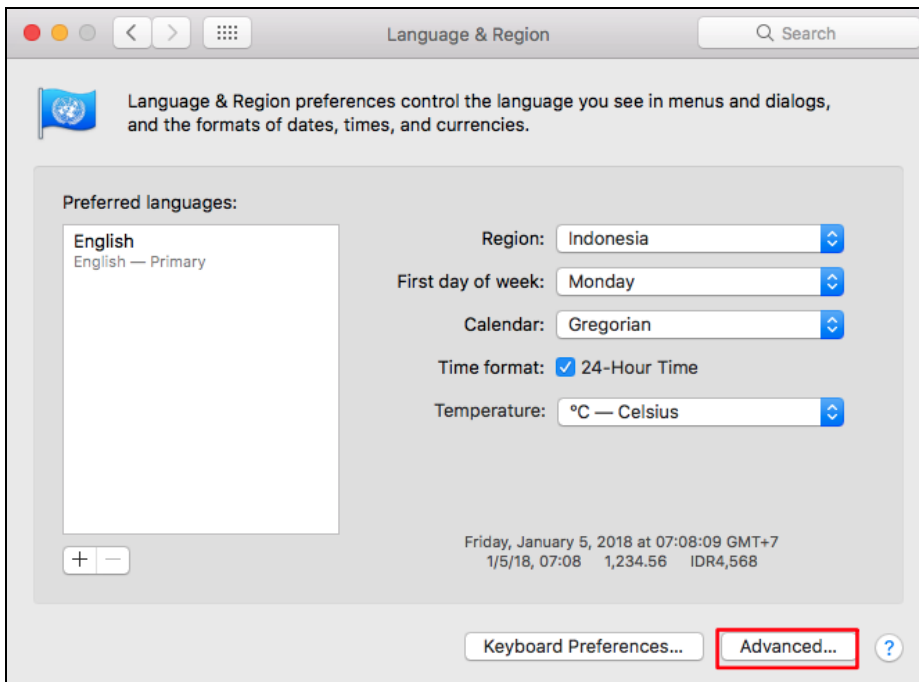 Language & Region
Search
Language & Region preferences control the language you see in menus and dialogs,
and the formats of dates, times, and currencies.
Preferred languages:
English
English — Primary
Region: Indonesia
First day of week: Monday
Calendar: Gregorian
Time format: 24-Hour Time
Temperature: °C — Celsius
Friday, January 5, 2018 at 07:08:09 GMT+7
1/5/18, 07:08 1,234.56 IDR4,568
+ −
Keyboard Preferences... Advanced... ?